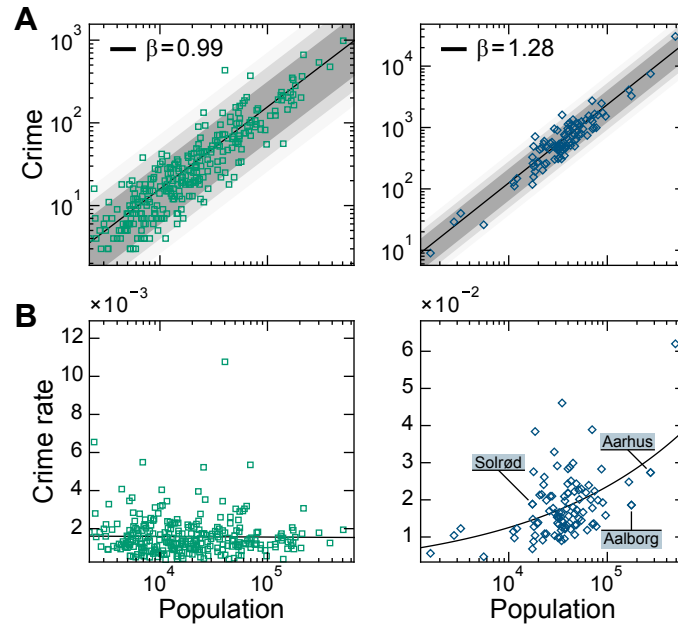 A
β=0.99
β=1.28
10³
10²
10¹
10⁴
10³
10²
10¹
Crime
B
×10⁻³
×10⁻²
12
10
8
6
4
2
6
5
4
3
2
1
Crime rate
Solrød
Aarhus
Aalborg
10⁴
10⁵
10⁴
10⁵
Population
Population